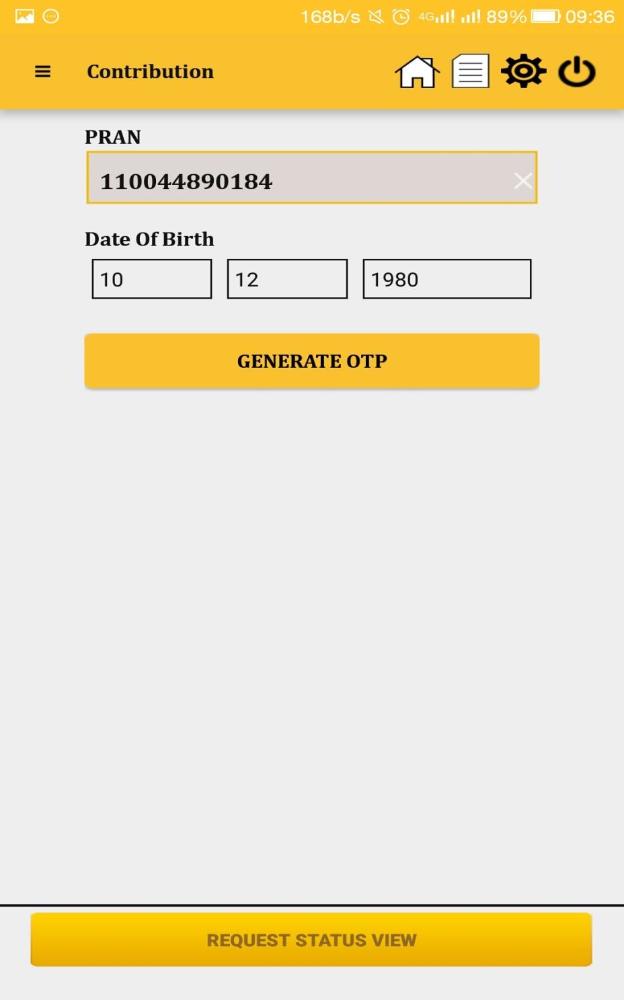 168b/s 4G 89% 09:36
Contribution
PRAN
110044890184
Date Of Birth
10 12 1980
GENERATE OTP
REQUEST STATUS VIEW